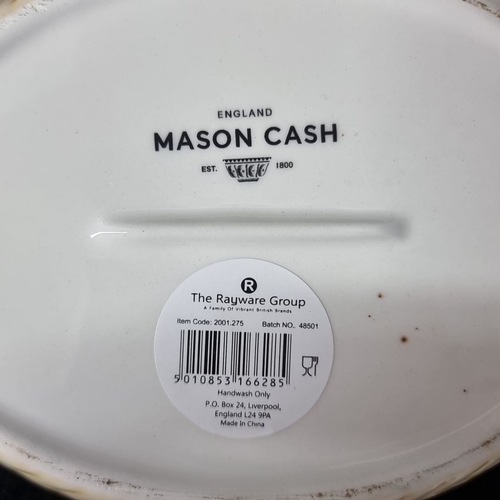 ENGLAND
MASON CASH
EST. 1800
R
The Rayware Group
A Family Of Vibrant British Brands
Item Code: 2001.275 Batch NO. 48501
5 010853 166285
Handwash Only
P.O. Box 24, Liverpool,
England L24 9PA
Made In China